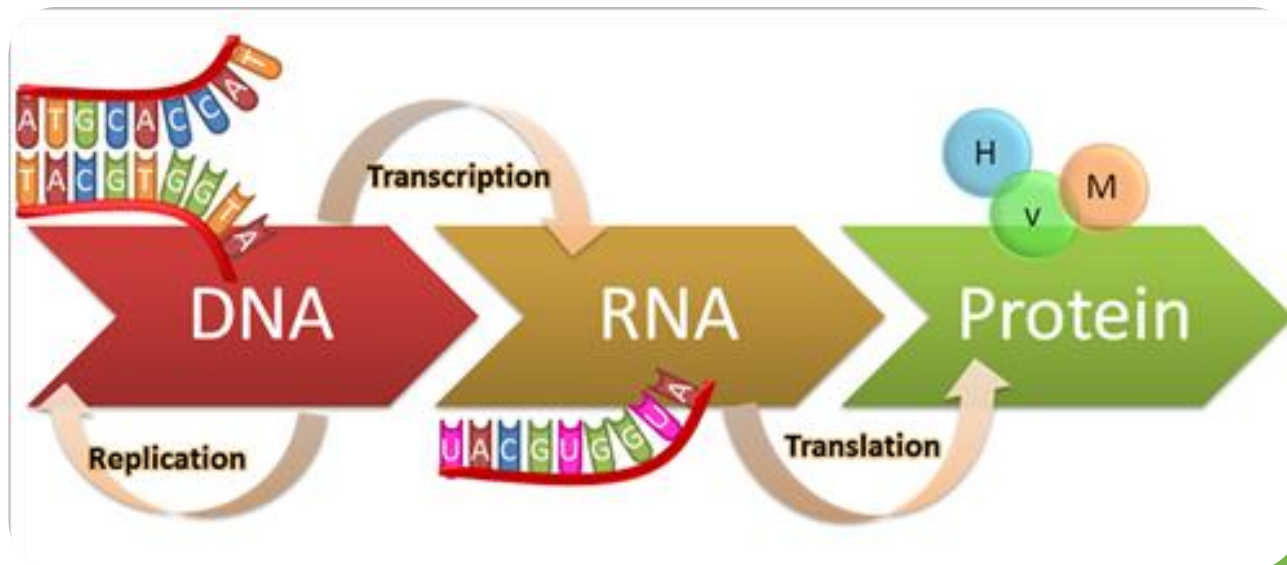 ATGCACCAT
TACGTGGTA
Transcription
H
V
M
DNA
RNA
Protein
Replication
UACGUGGUA
Translation